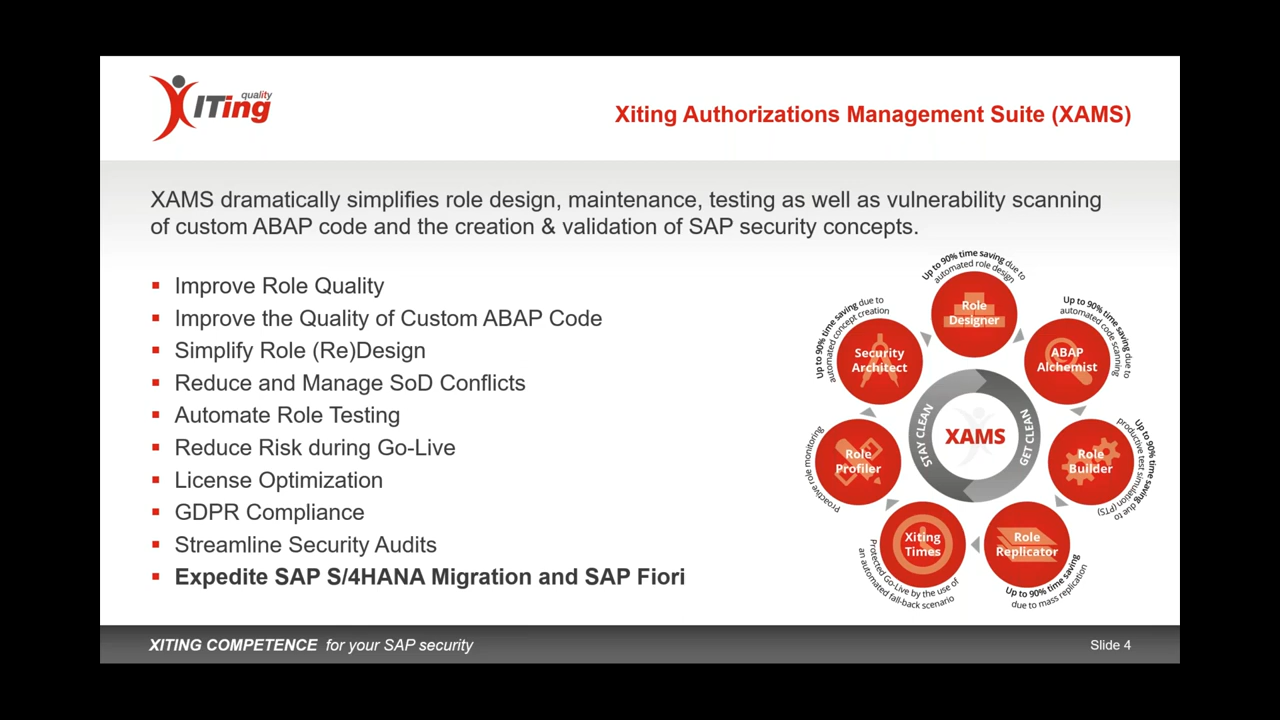 quality
XITing
Xiting Authorizations Management Suite (XAMS)
XAMS dramatically simplifies role design, maintenance, testing as well as vulnerability scanning
of custom ABAP code and the creation & validation of SAP security concepts.
▪ Improve Role Quality
▪ Improve the Quality of Custom ABAP Code
▪ Simplify Role (Re)Design
▪ Reduce and Manage SoD Conflicts
▪ Automate Role Testing
▪ Reduce Risk during Go-Live
▪ License Optimization
▪ GDPR Compliance
▪ Streamline Security Audits
▪ Expedite SAP S/4HANA Migration and SAP Fiori
Up to 90% time saving due to
automated role design
Role
Designer
Up to 90% time saving due to
automated code scanning
ABAP
Alchemist
Up to 90% time saving due to
productive test simulation (PTS)
Role
Builder
Up to 90% time saving
due to mass replication
Role
Replicator
Protected Go-Live by the use of
an automated fall-back scenario
Xiting
Times
Proactive role monitoring
Role
Profiler
Up to 90% time saving due to
automated concept creation
Security
Architect
STAY CLEAN
XAMS
GET CLEAN
XITING COMPETENCE for your SAP security
Slide 4